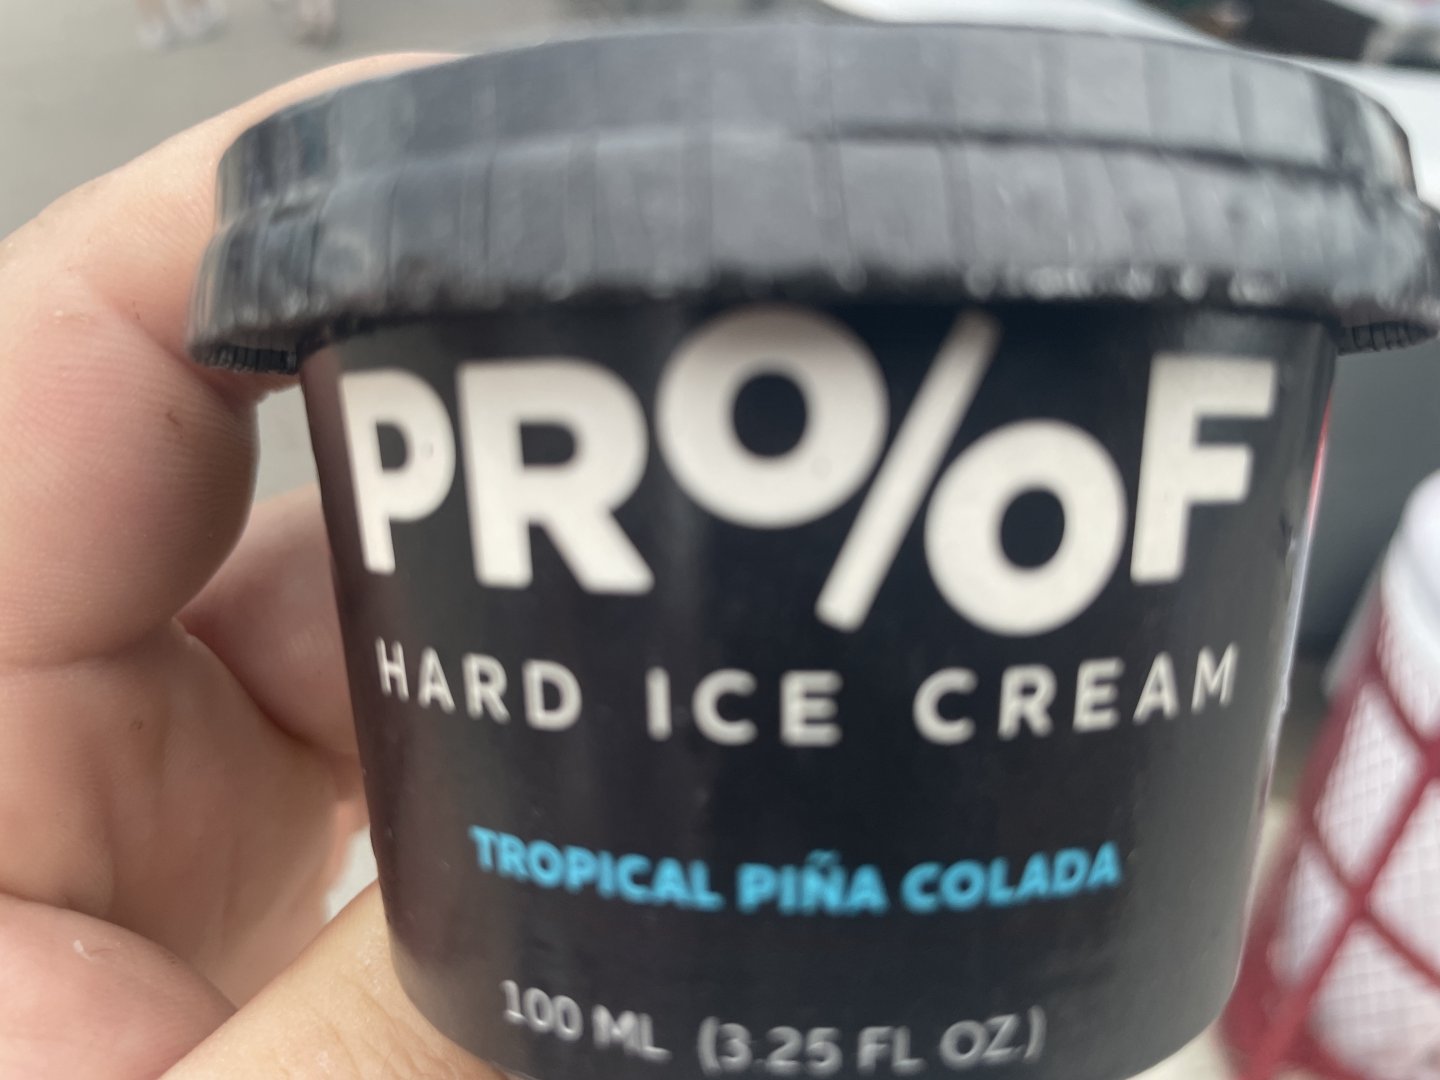 PRO/OF
HARD ICE CREAM
TROPICAL PIÑA COLADA
100 ML (3.25 FL OZ.)